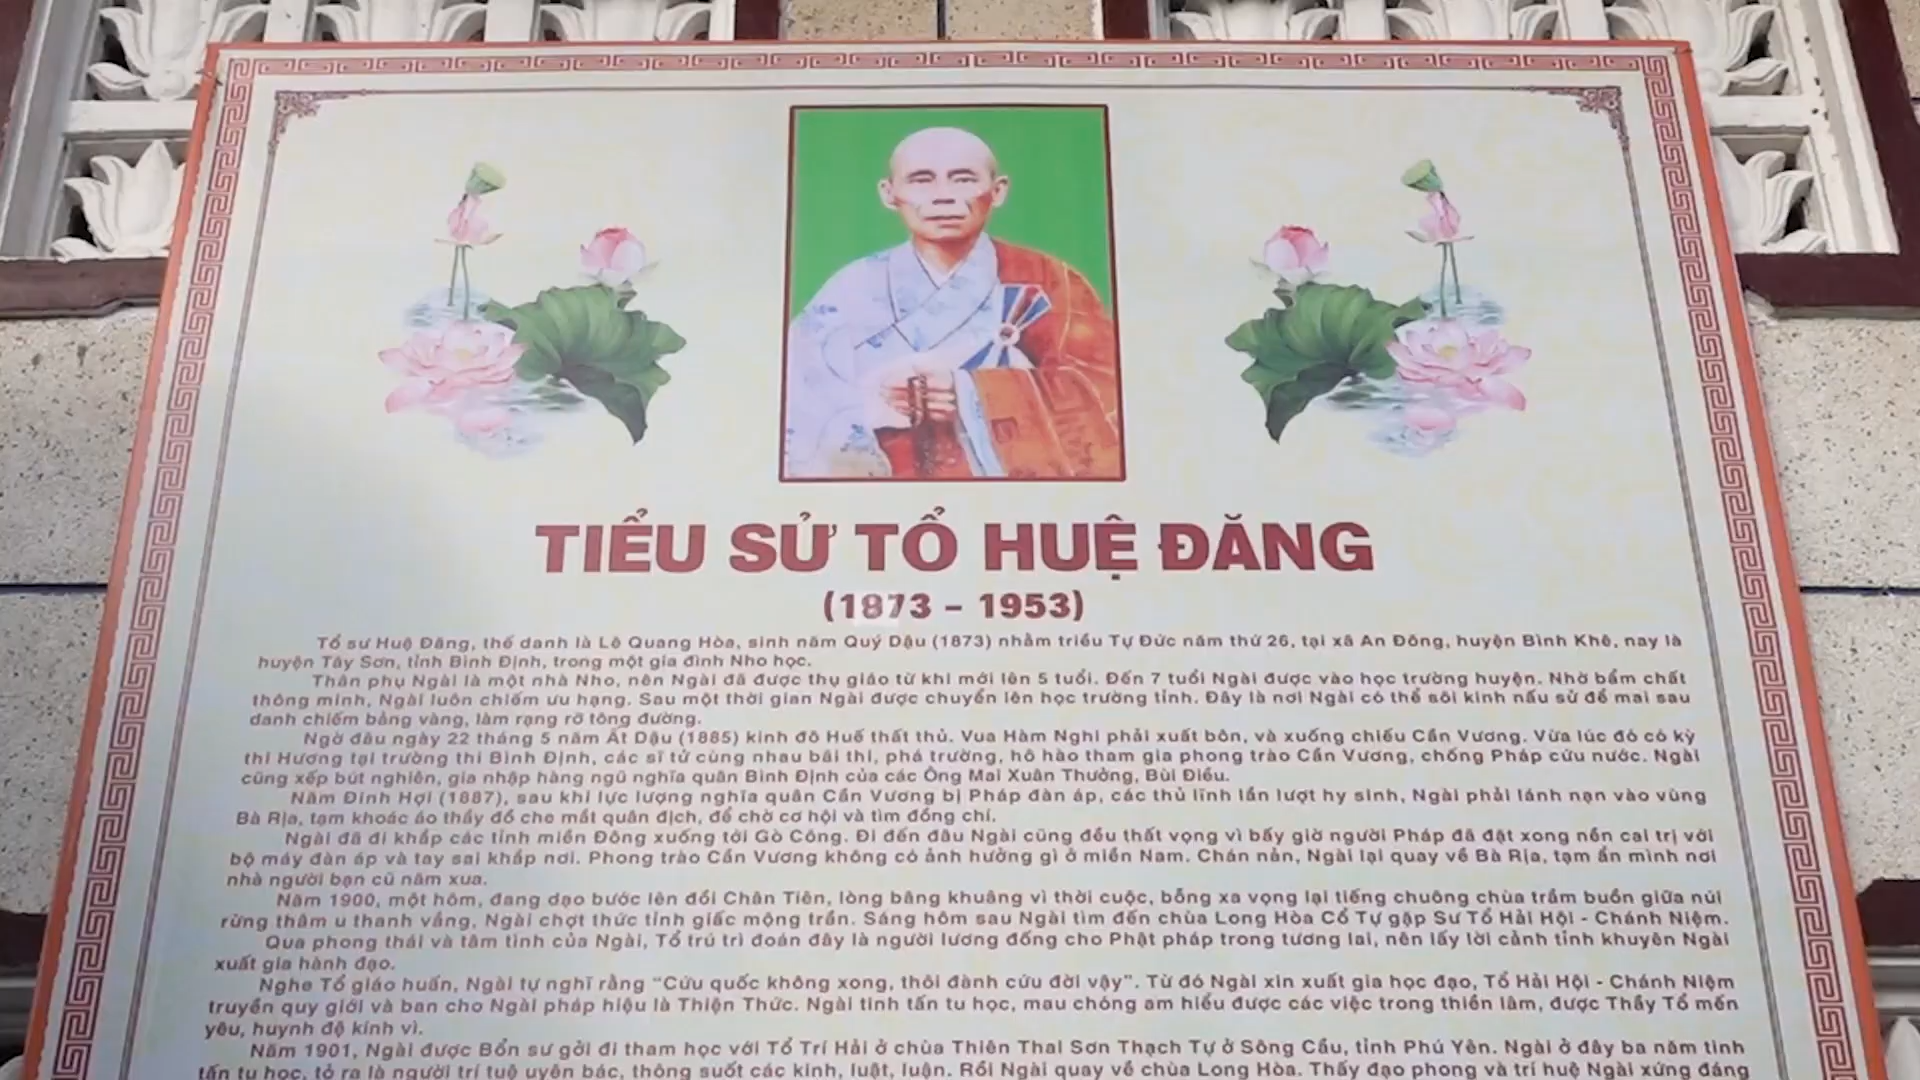 TIỂU SỬ TỔ HUỆ ĐĂNG
(1873 – 1953)
Tổ sư Huệ Đăng, thế danh là Lê Quang Hòa, sinh năm Quý Dậu (1873) nhằm triều Tự Đức năm thứ 26, tại xã An Đông, huyện Bình Khê, nay là
huyện Tây Sơn, tỉnh Bình Định, trong một gia đình Nho học.
Thân phụ Ngài là một nhà Nho, nên Ngài đã được thụ giáo từ khi mới lên 5 tuổi. Đến 7 tuổi Ngài được vào học trường huyện. Nhờ bẩm chất
thông minh, Ngài luôn chiếm ưu hạng. Sau một thời gian Ngài được chuyển lên học trường tỉnh. Đây là nơi Ngài có thể sôi kinh nấu sử để mai sau
danh chiếm bảng vàng, làm rạng rỡ tông đường.
Ngờ đâu ngày 22 tháng 5 năm Ất Dậu (1885) kinh đô Huế thất thủ. Vua Hàm Nghi phải xuất bôn, và xuống chiếu Cần Vương. Vừa lúc đó có kỳ
thi Hương tại trường thi Bình Định, các sĩ tử cùng nhau bãi thi, phá trường, hô hào tham gia phong trào Cần Vương, chống Pháp cứu nước. Ngài
cũng xếp bút nghiên, gia nhập hàng ngũ nghĩa quân Bình Định của các Ông Mai Xuân Thưởng, Bùi Điều.
Năm Đinh Hợi (1887), sau khi lực lượng nghĩa quân Cần Vương bị Pháp đàn áp, các thủ lĩnh lần lượt hy sinh, Ngài phải lánh nạn vào vùng
Bà Rịa, tạm khoác áo thầy đồ che mắt quân địch, để chờ cơ hội và tìm đồng chí.
Ngài đã đi khắp các tỉnh miền Đông xuống tới Gò Công. Đi đến đâu Ngài cũng đều thất vọng vì bấy giờ người Pháp đã đặt xong nền cai trị với
bộ máy đàn áp và tay sai khắp nơi. Phong trào Cần Vương không có ảnh hưởng gì ở miền Nam. Chán nản, Ngài lại quay về Bà Rịa, tạm ẩn mình nơi
nhà người bạn cũ năm xưa.
Năm 1900, một hôm, đang dạo bước lên đồi Chân Tiên, lòng bâng khuâng vì thời cuộc, bỗng xa vọng lại tiếng chuông chùa trầm buồn giữa núi
rừng thâm u thanh vắng, Ngài chợt thức tỉnh giấc mộng trần. Sáng hôm sau Ngài tìm đến chùa Long Hòa Cổ Tự gặp Sư Tổ Hải Hội - Chánh Niệm.
Qua phong thái và tâm tình của Ngài, Tổ trú trì đoán đây là người lương đống cho Phật pháp trong tương lai, nên lấy lời cảnh tỉnh khuyên Ngài
xuất gia hành đạo.
Nghe Tổ giáo huấn, Ngài tự nghĩ rằng “Cứu quốc không xong, thôi đành cứu đời vậy”. Từ đó Ngài xin xuất gia học đạo, Tổ Hải Hội - Chánh Niệm
truyền quy giới và ban cho Ngài pháp hiệu là Thiện Thức. Ngài tinh tấn tu học, mau chóng am hiểu được các việc trong thiền lâm, được Thầy Tổ mến
yêu, huynh đệ kính vì.
Năm 1901, Ngài được Bổn sư gởi đi tham học với Tổ Trí Hải ở chùa Thiên Thai Sơn Thạch Tự ở Sông Cầu, tỉnh Phú Yên. Ngài ở đây ba năm tinh
tấn tu học, tỏ ra là người trí tuệ uyên bác, thông suốt các kinh, luật, luận. Rồi Ngài quay về chùa Long Hòa. Thấy đạo phong và trí huệ Ngài xứng đáng